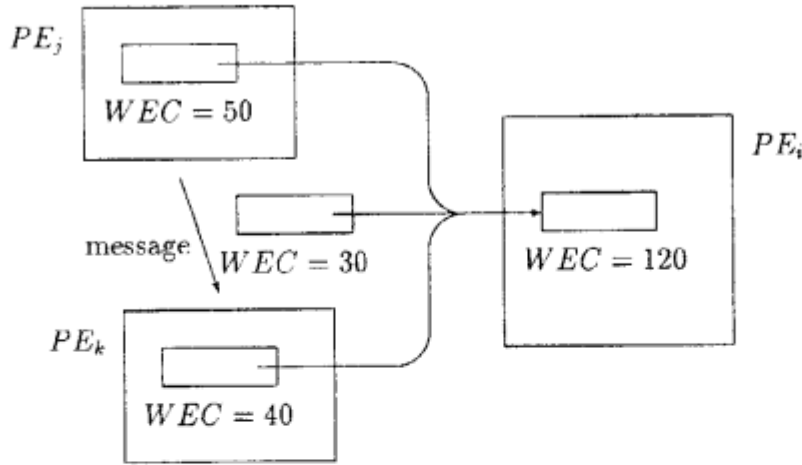 PE_j
WEC = 50
PE_i
message
WEC = 30
WEC = 120
PE_k
WEC = 40